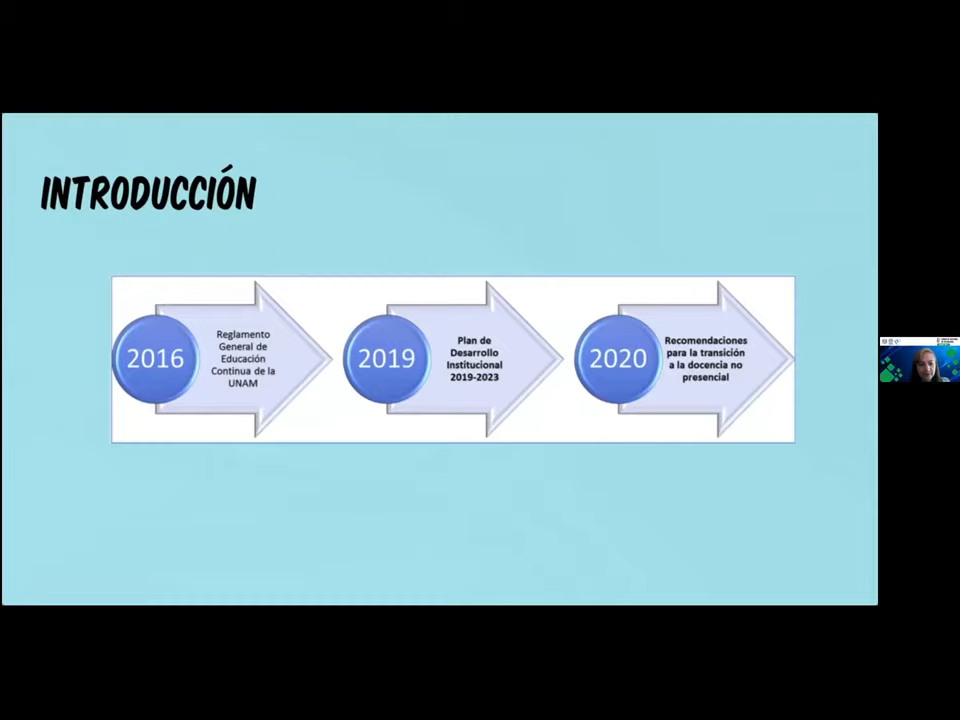 INTRODUCCIÓN
2016
Reglamento
General de
Educación
Continua de la
UNAM
2019
Plan de
Desarrollo
Institucional
2019-2023
2020
Recomendaciones
para la transición
a la docencia no
presencial